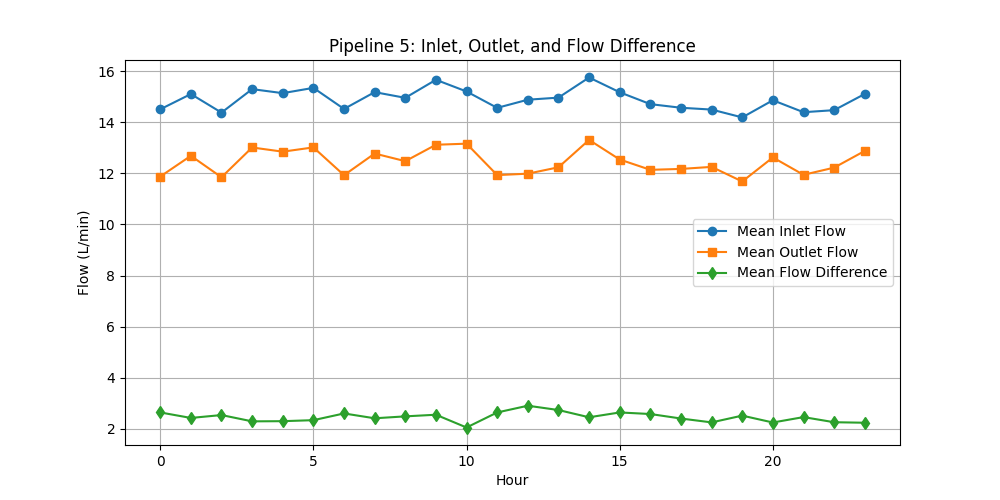 Pipeline 5: Inlet, Outlet, and Flow Difference
16
14
12
10
8
6
4
2
Flow (L/min)
Mean Inlet Flow
Mean Outlet Flow
Mean Flow Difference
0
5
10
15
20
Hour